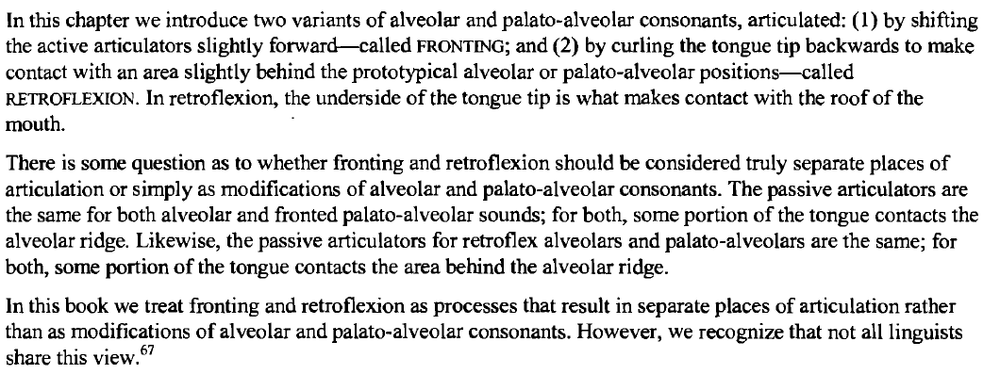 In this chapter we introduce two variants of alveolar and palato-alveolar consonants, articulated: (1) by shifting
the active articulators slightly forward—called FRONTING; and (2) by curling the tongue tip backwards to make
contact with an area slightly behind the prototypical alveolar or palato-alveolar positions—called
RETROFLEXION. In retroflexion, the underside of the tongue tip is what makes contact with the roof of the
mouth.
There is some question as to whether fronting and retroflexion should be considered truly separate places of
articulation or simply as modifications of alveolar and palato-alveolar consonants. The passive articulators are
the same for both alveolar and fronted palato-alveolar sounds; for both, some portion of the tongue contacts the
alveolar ridge. Likewise, the passive articulators for retroflex alveolars and palato-alveolars are the same; for
both, some portion of the tongue contacts the area behind the alveolar ridge.
In this book we treat fronting and retroflexion as processes that result in separate places of articulation rather
than as modifications of alveolar and palato-alveolar consonants. However, we recognize that not all linguists
share this view.⁶⁷